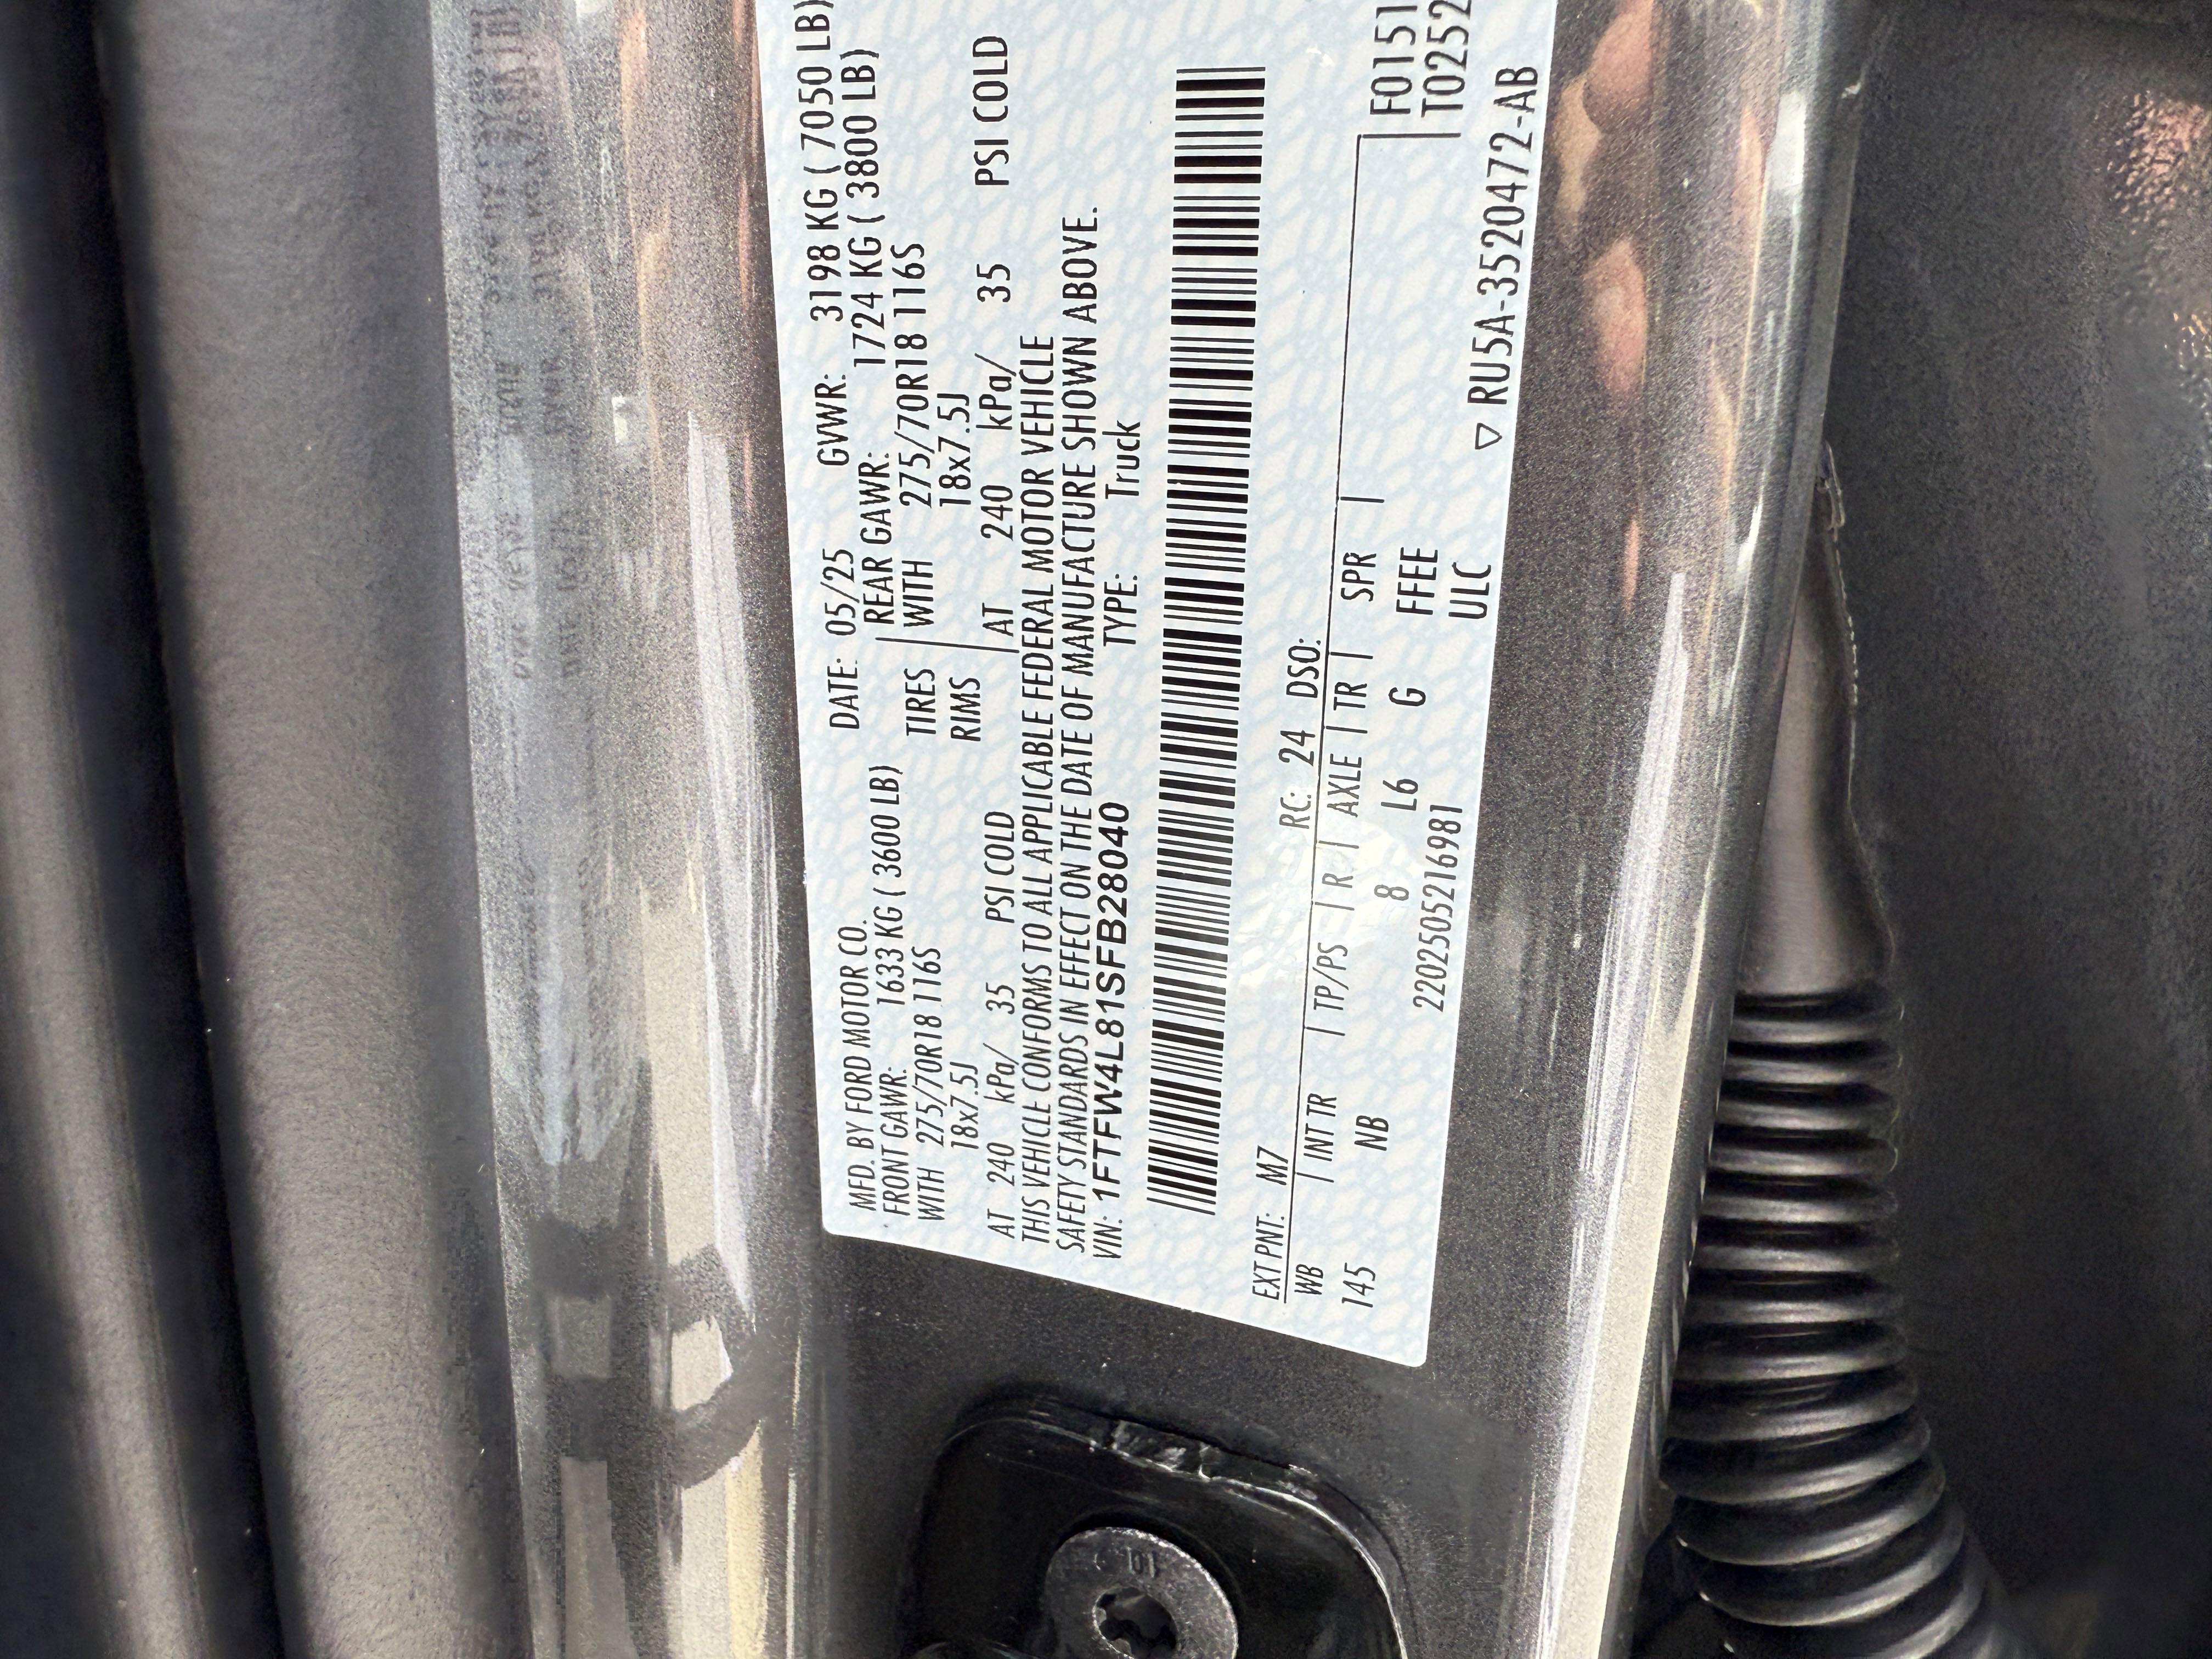 MFD. BY FORD MOTOR CO. DATE: 05/25 GVWR: 3198 KG ( 7050 LB)
FRONT GAWR: 1633 KG ( 3600 LB) REAR GAWR: 1724 KG ( 3800 LB)
WITH 275/70R18 116S TIRES WITH 275/70R18 116S
18x7.5J RIMS 18x7.5J
AT 240 kPa/ 35 PSI COLD AT 240 kPa/ 35 PSI COLD
THIS VEHICLE CONFORMS TO ALL APPLICABLE FEDERAL MOTOR VEHICLE
SAFETY STANDARDS IN EFFECT ON THE DATE OF MANUFACTURE SHOWN ABOVE.
VIN: 1FTFW4L81SFB28040 TYPE: Truck
EXT PNT: M7 RC: 24 DSO:
WB | INT TR | TP/PS | R | AXLE | TR | SPR | F0151
145 NB 8 L6 G FFEE T0252
2202505216981 ULC
▽ RU5A-3520472-AB